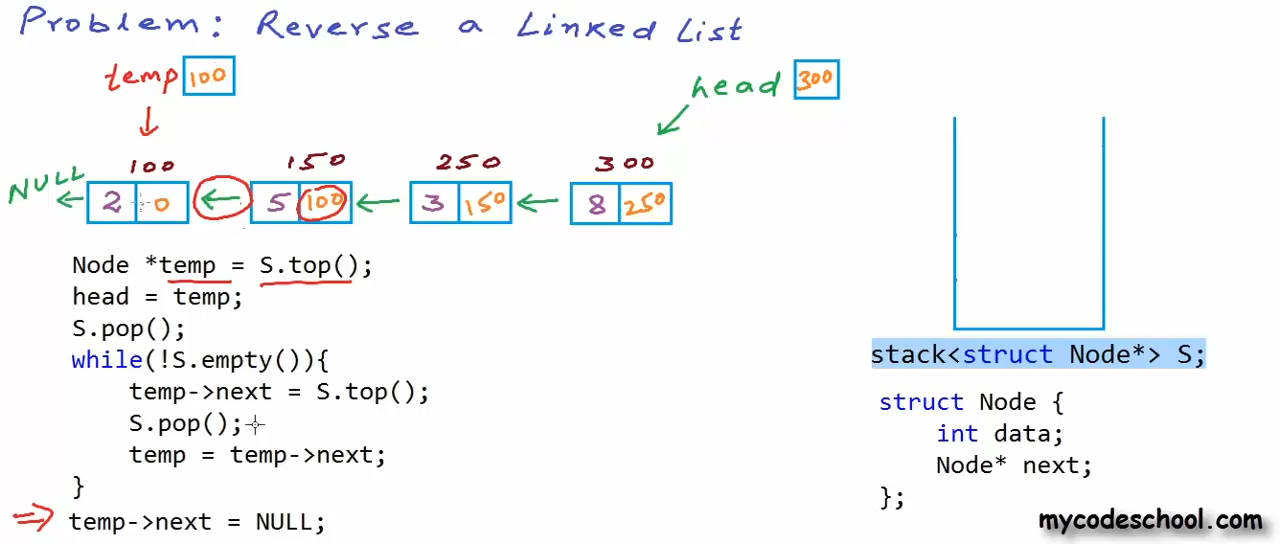 Problem: Reverse a Linked List
temp 100
head 300
NULL
100 150 250 300
2 0 5 100 3 150 8 250
Node *temp = S.top();
head = temp;
S.pop();
while(!S.empty()){
temp->next = S.top();
S.pop();
temp = temp->next;
}
temp->next = NULL;
stack<struct Node*> S;
struct Node {
int data;
Node* next;
};
mycodeschool.com